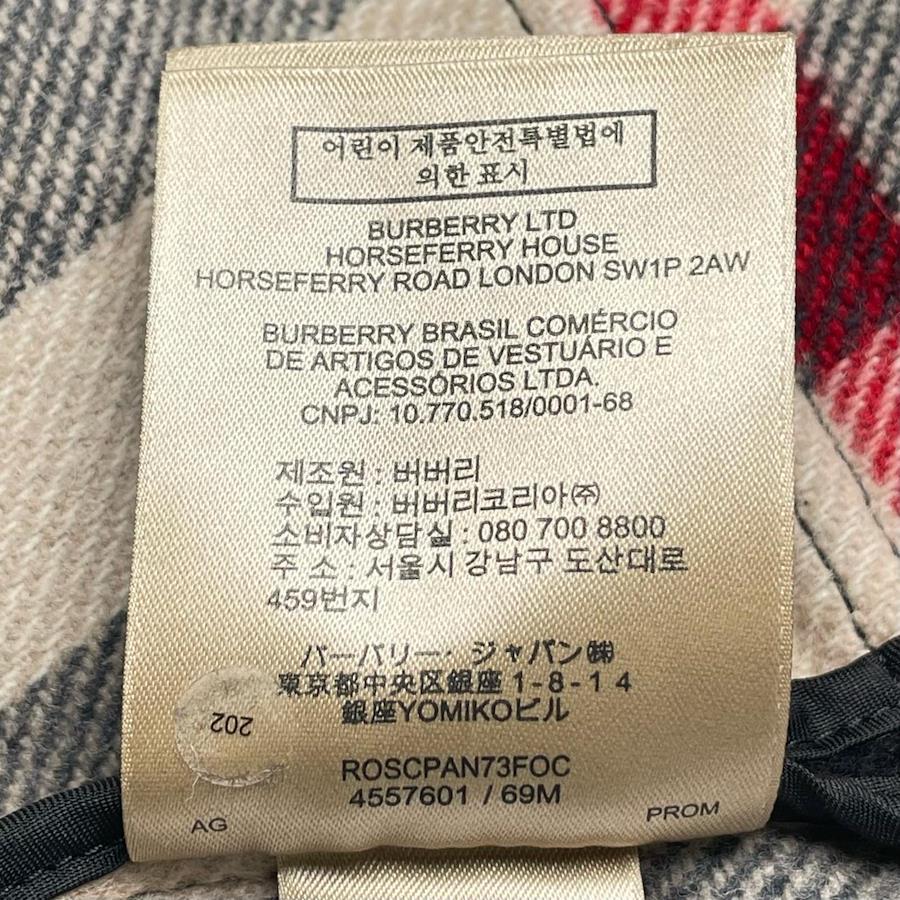 어린이 제품안전특별법에
의한 표시
BURBERRY LTD
HORSEFERRY HOUSE
HORSEFERRY ROAD LONDON SW1P 2AW
BURBERRY BRASIL COMÉRCIO
DE ARTIGOS DE VESTUÁRIO E
ACESSÓRIOS LTDA.
CNPJ: 10.770.518/0001-68
제조원 : 버버리
수입원 : 버버리코리아㈜
소비자상담실 : 080 700 8800
주 소 : 서울시 강남구 도산대로
459번지
バーバリー・ジャパン㈱
東京都中央区銀座 1-8-14
銀座YOMIKOビル
202
ROSCPAN73FOC
4557601 / 69M
AG PROM